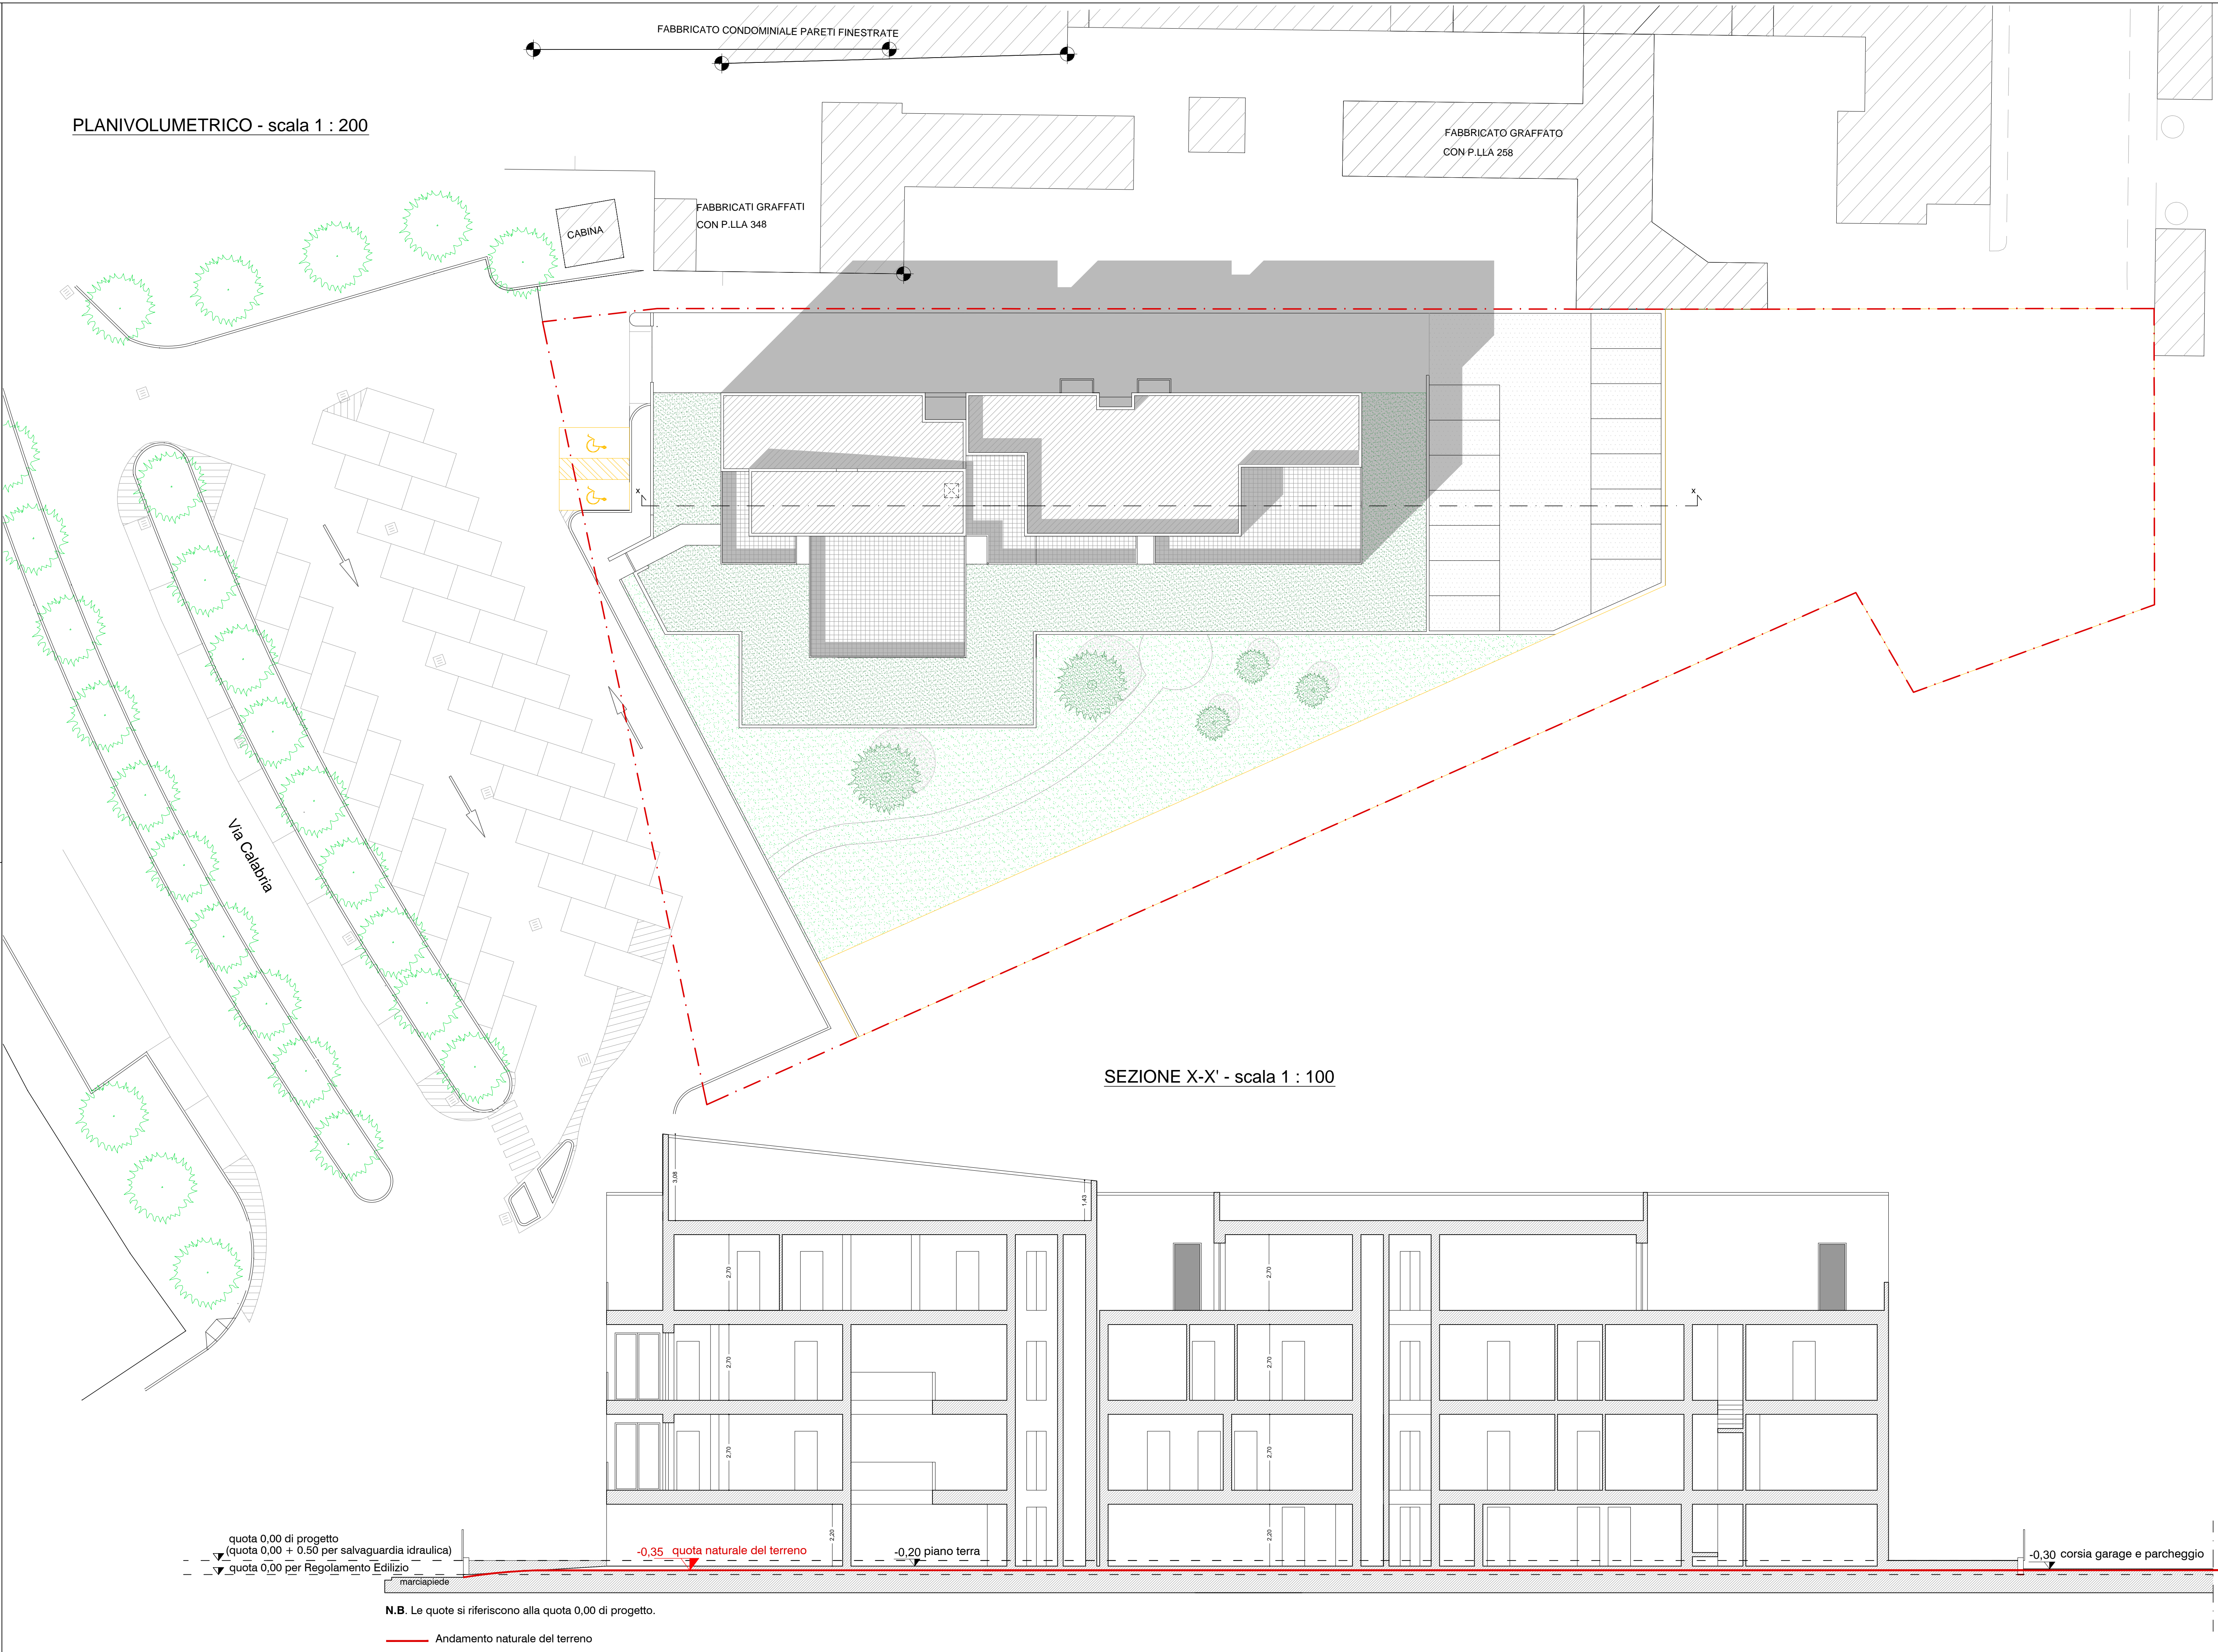 FABBRICATO CONDOMINIALE PARETI FINESTRATE
PLANIVOLUMETRICO - scala 1 : 200
FABBRICATO GRAFFATO
CON P.LLA 258
FABBRICATI GRAFFATI
CON P.LLA 348
CABINA
x
x
Via Calabria
SEZIONE X-X' - scala 1 : 100
3,08
1,43
2,70
2,70
2,70
2,70
2,70
2,70
2,20
2,20
quota 0,00 di progetto
(quota 0,00 + 0.50 per salvaguardia idraulica)
quota 0,00 per Regolamento Edilizio
marciapiede
-0,35 quota naturale del terreno
-0,20 piano terra
-0,30 corsia garage e parcheggio
N.B. Le quote si riferiscono alla quota 0,00 di progetto.
Andamento naturale del terreno